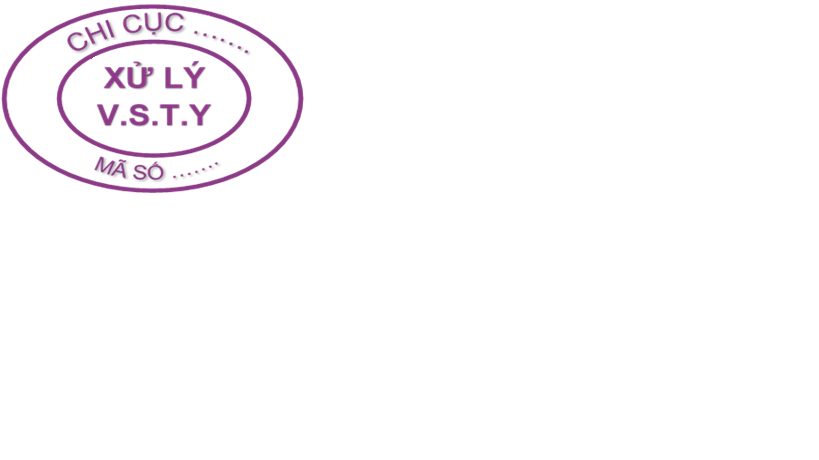 CHI CỤC .......
XỬ LÝ
V.S.T.Y
MÃ SỐ .......